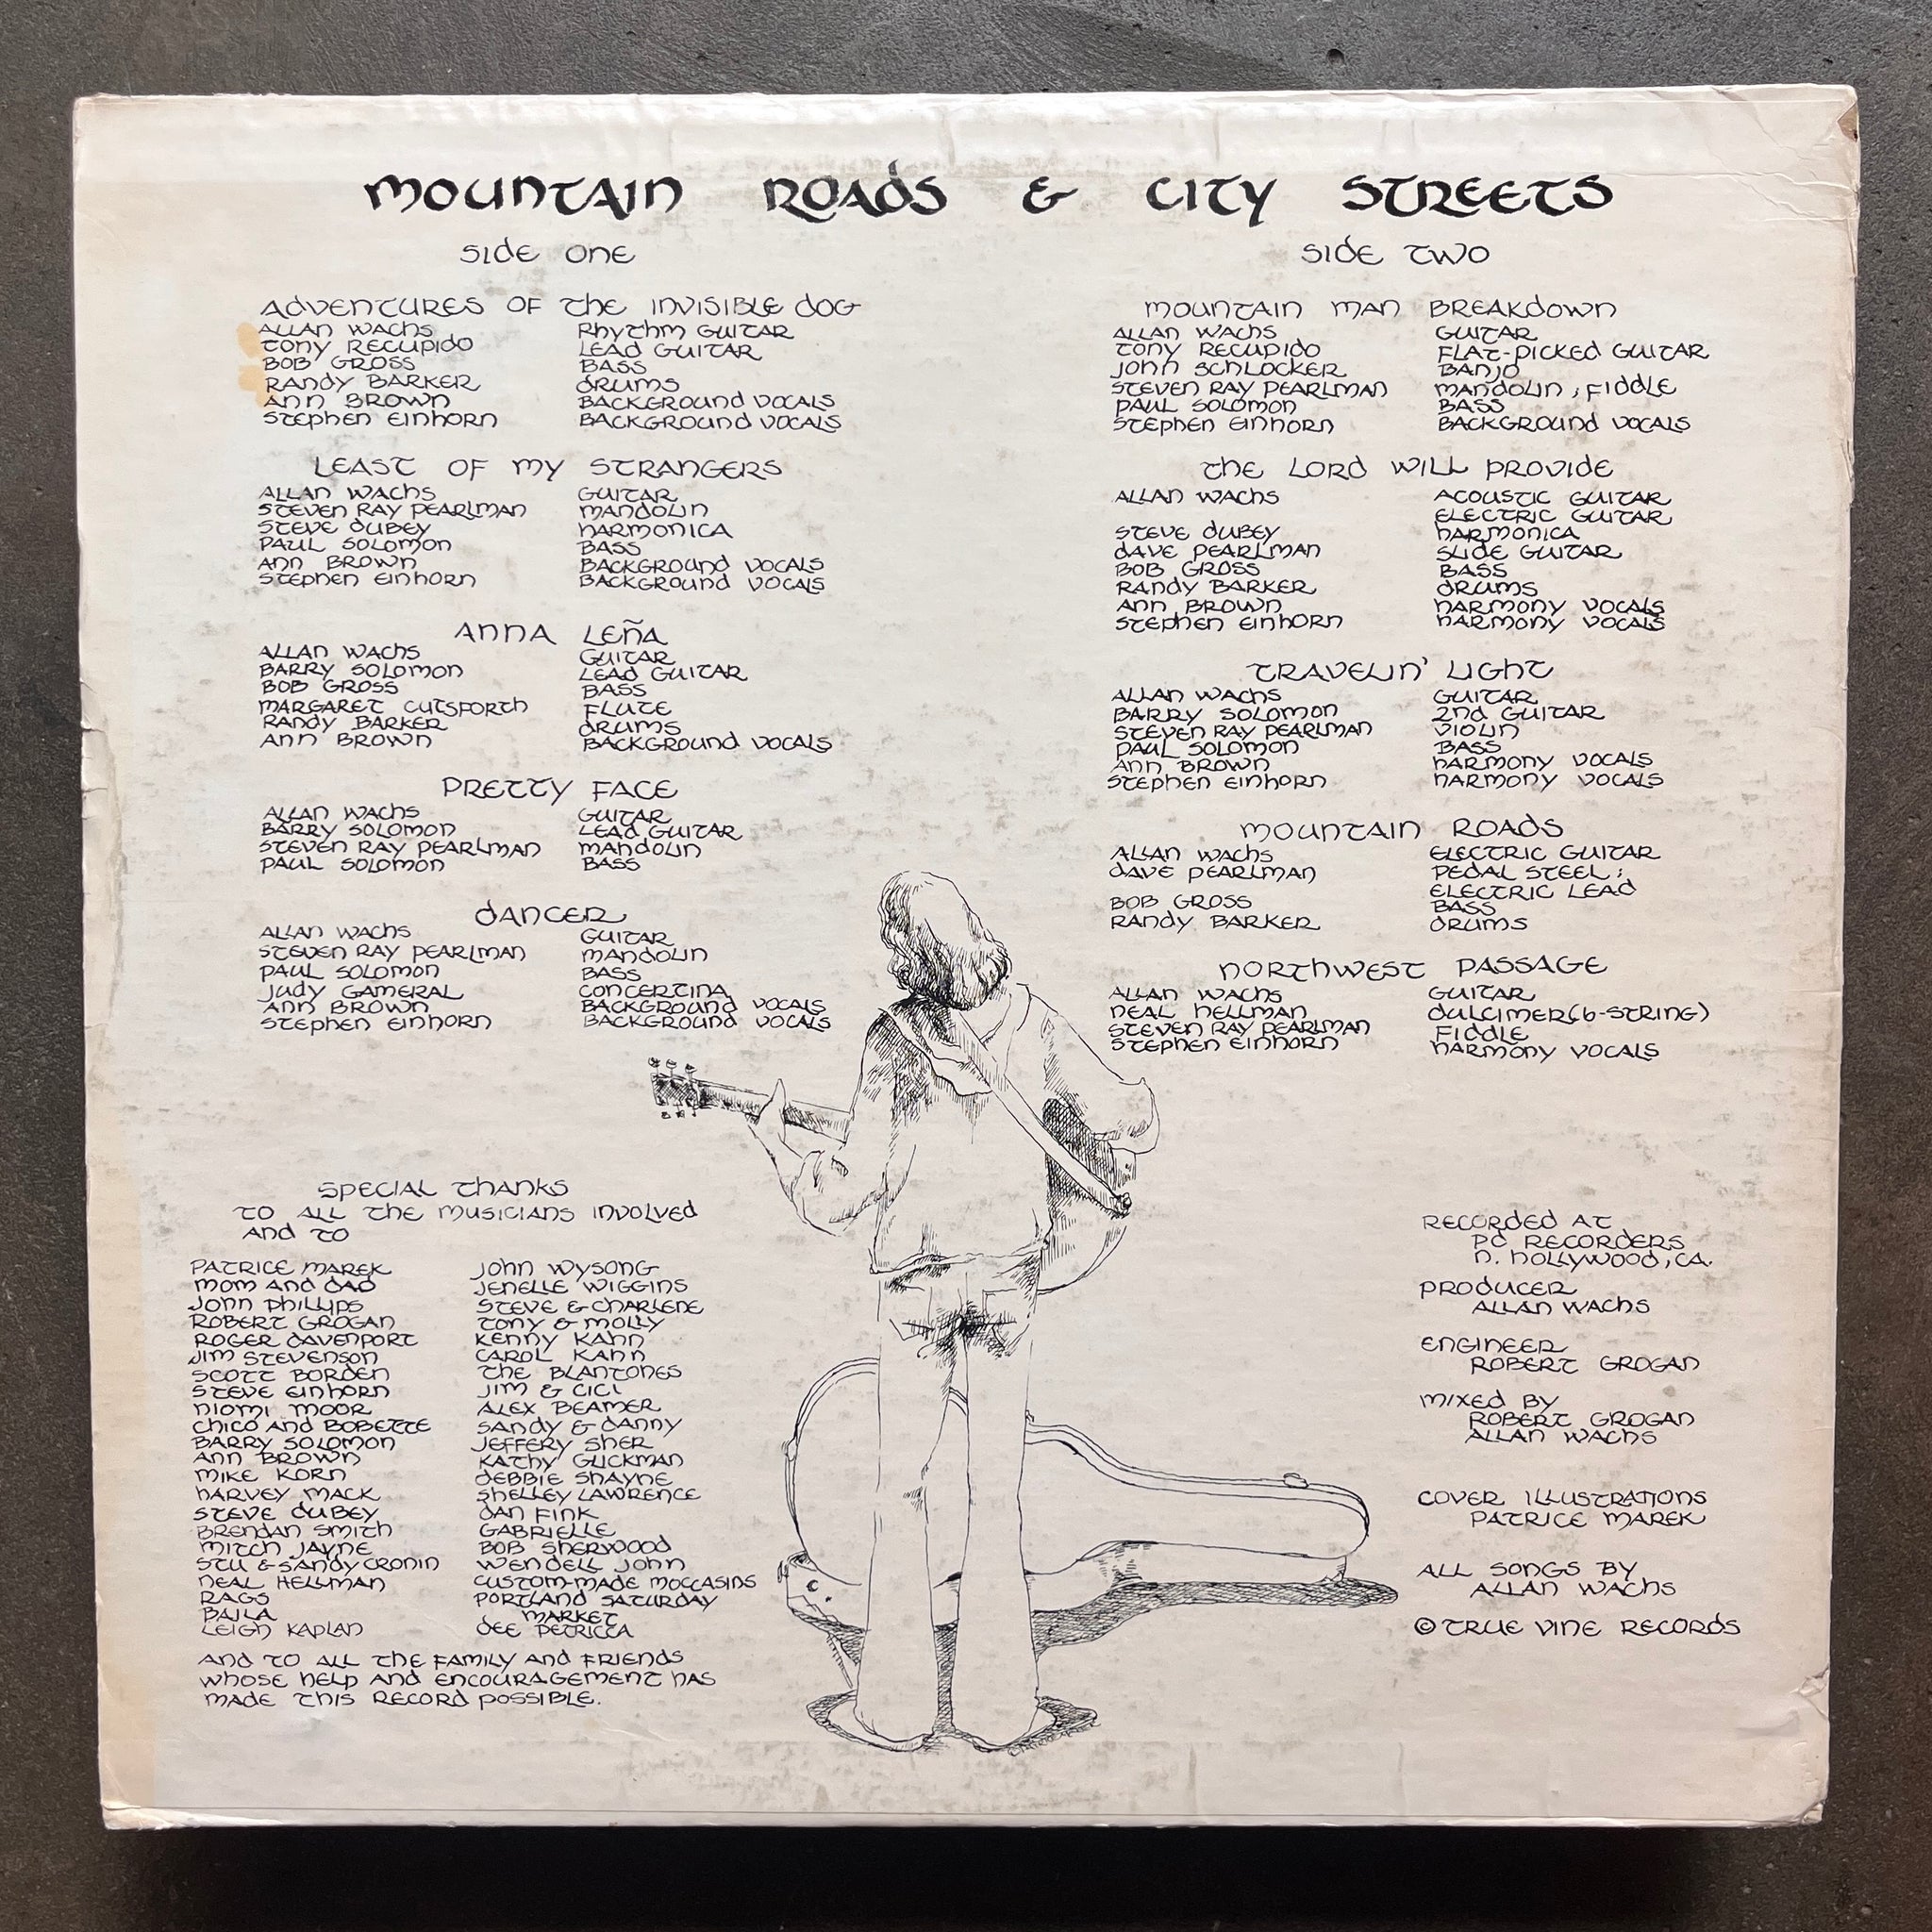 MOUNTAIN ROADS & CITY STREETS
SIDE ONE
ADVENTURES OF THE INVISIBLE DOG
ALLAN WACHS RHYTHM GUITAR
TONY RECUPIDO LEAD GUITAR
BOB GROSS BASS
RANDY BARKER DRUMS
ANN BROWN BACKGROUND VOCALS
STEPHEN EINHORN BACKGROUND VOCALS
LEAST OF MY STRANGERS
ALLAN WACHS GUITAR
STEVEN RAY PEARLMAN MANDOLIN
STEVE DUBEY HARMONICA
PAUL SOLOMON BASS
ANN BROWN BACKGROUND VOCALS
STEPHEN EINHORN BACKGROUND VOCALS
ANNA LEÑA
ALLAN WACHS GUITAR
BARRY SOLOMON LEAD GUITAR
BOB GROSS BASS
MARGARET CUTSFORTH FLUTE
RANDY BARKER DRUMS
ANN BROWN BACKGROUND VOCALS
PRETTY FACE
ALLAN WACHS GUITAR
BARRY SOLOMON LEAD GUITAR
STEVEN RAY PEARLMAN MANDOLIN
PAUL SOLOMON BASS
DANCER
ALLAN WACHS GUITAR
STEVEN RAY PEARLMAN MANDOLIN
PAUL SOLOMON BASS
JUDY GAMERAL CONCERTINA
ANN BROWN BACKGROUND VOCALS
STEPHEN EINHORN BACKGROUND VOCALS
SIDE TWO
MOUNTAIN MAN BREAKDOWN
ALLAN WACHS GUITAR
TONY RECUPIDO FLAT-PICKED GUITAR
JOHN SCHLOCKER BANJO
STEVEN RAY PEARLMAN MANDOLIN ; FIDDLE
PAUL SOLOMON BASS
STEPHEN EINHORN BACKGROUND VOCALS
THE LORD WILL PROVIDE
ALLAN WACHS ACOUSTIC GUITAR
ELECTRIC GUITAR
STEVE DUBEY HARMONICA
DAVE PEARLMAN SLIDE GUITAR
BOB GROSS BASS
RANDY BARKER DRUMS
ANN BROWN HARMONY VOCALS
STEPHEN EINHORN HARMONY VOCALS
TRAVELIN' LIGHT
ALLAN WACHS GUITAR
BARRY SOLOMON 2ND GUITAR
STEVEN RAY PEARLMAN VIOLIN
PAUL SOLOMON BASS
ANN BROWN HARMONY VOCALS
STEPHEN EINHORN HARMONY VOCALS
MOUNTAIN ROADS
ALLAN WACHS ELECTRIC GUITAR
DAVE PEARLMAN PEDAL STEEL ;
ELECTRIC LEAD
BOB GROSS BASS
RANDY BARKER DRUMS
NORTHWEST PASSAGE
ALLAN WACHS GUITAR
NEAL HELLMAN DULCIMER(6-STRING)
STEVEN RAY PEARLMAN FIDDLE
STEPHEN EINHORN HARMONY VOCALS
SPECIAL THANKS
TO ALL THE MUSICIANS INVOLVED
AND TO
PATRICE MAREK
MOM AND DAD
JOHN PHILLIPS
ROBERT GROGAN
ROGER DAVENPORT
JIM STEVENSON
SCOTT BORDEN
STEVE EINHORN
NIOMI MOOR
CHICO AND BOBETTE
BARRY SOLOMON
ANN BROWN
MIKE KORN
HARVEY MACK
STEVE DUBEY
BRENDAN SMITH
MITCH JAYNE
STU & SANDY CRONIN
NEAL HELLMAN
RAGS
BAILA
LEIGH KAPLAN
JOHN WYSONG
JENELLE WIGGINS
STEVE & CHARLENE
TONY & MOLLY
KENNY KAHN
CAROL KAHN
THE BLANTONES
JIM & CICI
ALEX BEAMER
SANDY & DANNY
JEFFERY SHER
KATHY GLICKMAN
DEBBIE SHAYNE
SHELLEY LAWRENCE
DAN FINK
GABRIELLE
BOB SHERWOOD
WENDELL JOHN
CUSTOM-MADE MOCCASINS
PORTLAND SATURDAY
MARKET
DEE PETRICCA
AND TO ALL THE FAMILY AND FRIENDS
WHOSE HELP AND ENCOURAGEMENT HAS
MADE THIS RECORD POSSIBLE.
RECORDED AT
PD RECORDERS
N. HOLLYWOOD, CA.
PRODUCER
ALLAN WACHS
ENGINEER
ROBERT GROGAN
MIXED BY
ROBERT GROGAN
ALLAN WACHS
COVER ILLUSTRATIONS
PATRICE MAREK
ALL SONGS BY
ALLAN WACHS
© TRUE VINE RECORDS